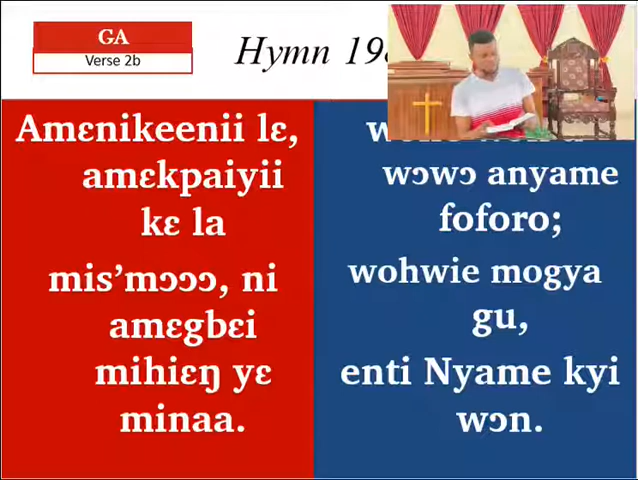 GA
Verse 2b
Hymn 198
Amɛnikeenii lɛ,
amɛkpaiyii
kɛ la
mis’mɔɔɔ, ni
amɛgbɛi
mihiɛŋ yɛ
minaa.
wɔwɔ anyame
foforo;
wohwie mogya
gu,
enti Nyame kyi
wɔn.